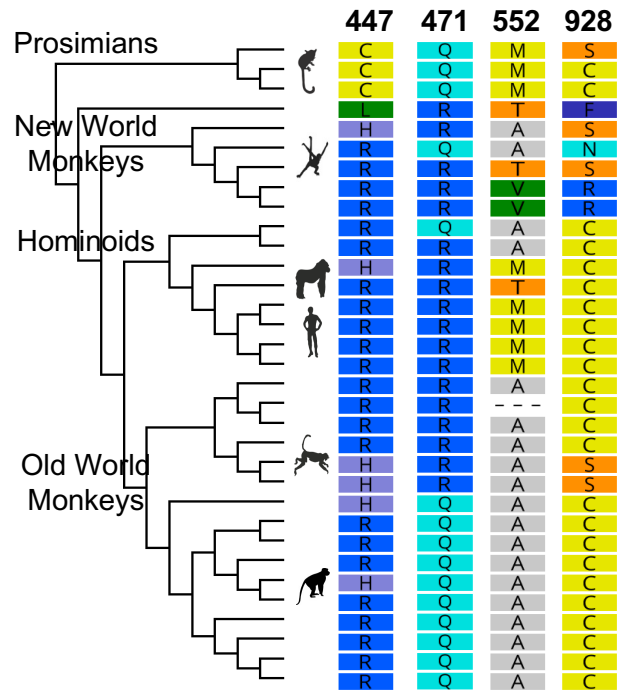 447 471 552 928
Prosimians C Q M S
C Q M C
C Q M C
L R T F
New World H R A S
R Q A N
Monkeys R R T S
R R V R
R R V R
R Q A C
Hominoids R R A C
H R M C
R R T C
R R M C
R R M C
R R M C
R R M C
R R A C
R R --- C
R R A C
R R A C
Old World H R A S
H R A S
Monkeys H Q A C
R Q A C
R Q A C
R Q A C
H Q A C
R Q A C
R Q A C
R Q A C
R Q A C
R Q A C